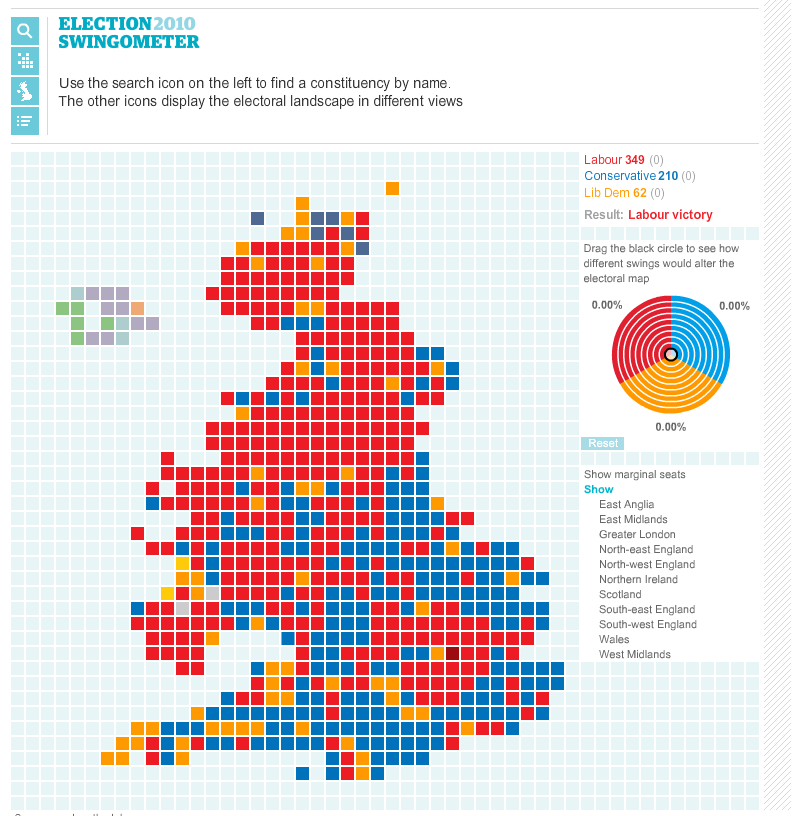 ELECTION 2010
SWINGOMETER
Use the search icon on the left to find a constituency by name.
The other icons display the electoral landscape in different views
Labour 349 (0)
Conservative 210 (0)
Lib Dem 62 (0)
Result: Labour victory
Drag the black circle to see how
different swings would alter the
electoral map
0.00% 0.00%
0.00%
Reset
Show marginal seats
Show
East Anglia
East Midlands
Greater London
North-east England
North-west England
Northern Ireland
Scotland
South-east England
South-west England
Wales
West Midlands